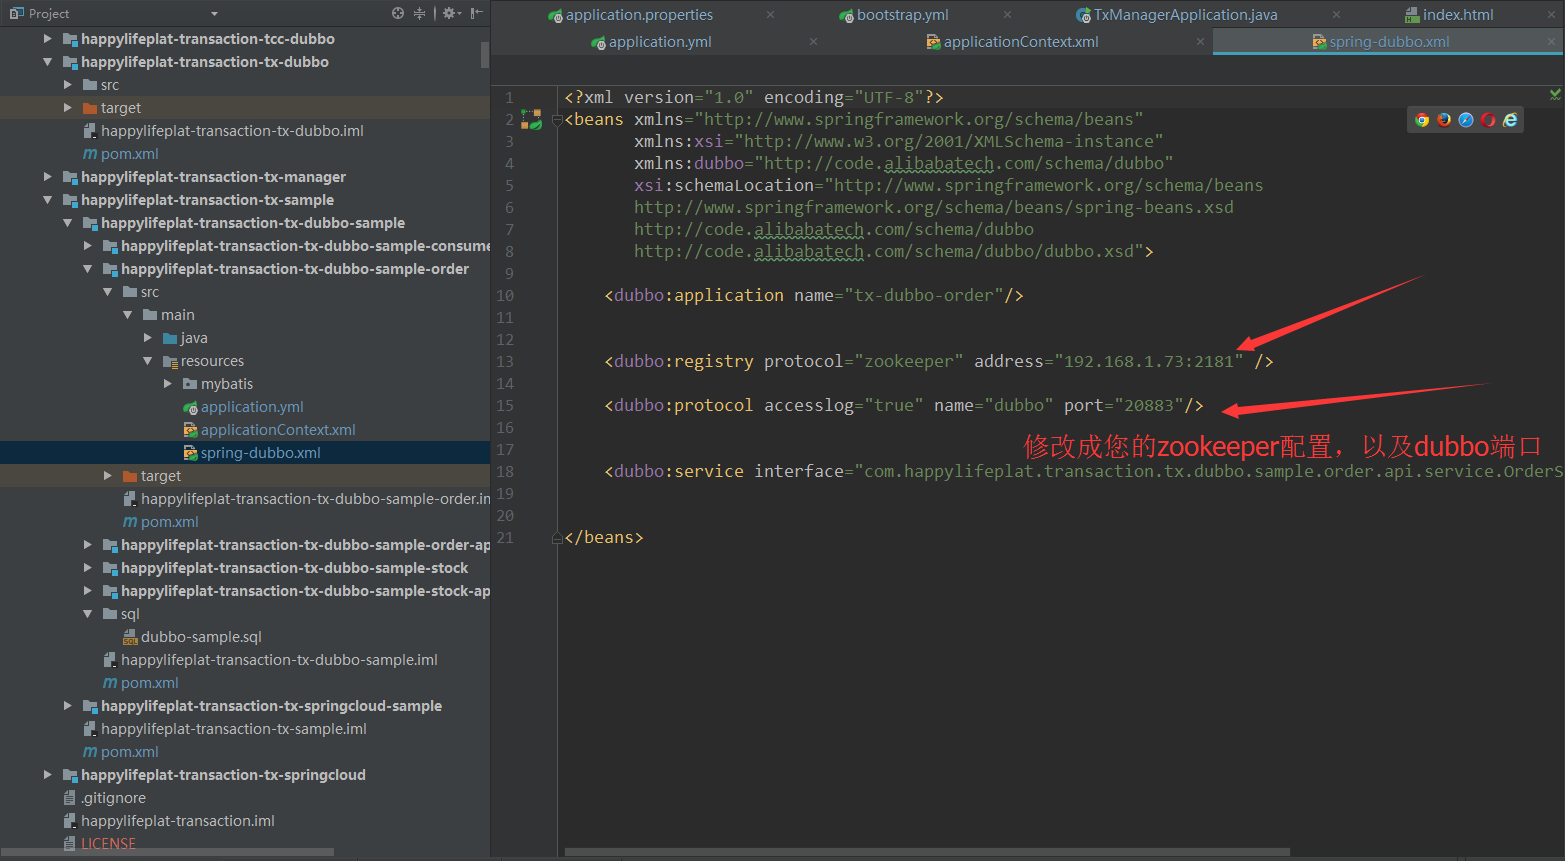 Project
happylifeplat-transaction-tcc-dubbo
happylifeplat-transaction-tx-dubbo
src
target
happylifeplat-transaction-tx-dubbo.iml
pom.xml
happylifeplat-transaction-tx-manager
happylifeplat-transaction-tx-sample
happylifeplat-transaction-tx-dubbo-sample
happylifeplat-transaction-tx-dubbo-sample-consume
happylifeplat-transaction-tx-dubbo-sample-order
src
main
java
resources
mybatis
application.yml
applicationContext.xml
spring-dubbo.xml
target
happylifeplat-transaction-tx-dubbo-sample-order.im
pom.xml
happylifeplat-transaction-tx-dubbo-sample-order-ap
happylifeplat-transaction-tx-dubbo-sample-stock
happylifeplat-transaction-tx-dubbo-sample-stock-ap
sql
dubbo-sample.sql
happylifeplat-transaction-tx-dubbo-sample.iml
pom.xml
happylifeplat-transaction-tx-springcloud-sample
happylifeplat-transaction-tx-sample.iml
pom.xml
happylifeplat-transaction-tx-springcloud
.gitignore
happylifeplat-transaction.iml
LICENSE
application.properties bootstrap.yml TxManagerApplication.java index.html
application.yml applicationContext.xml spring-dubbo.xml
1 <?xml version="1.0" encoding="UTF-8"?>
2 <beans xmlns="http://www.springframework.org/schema/beans"
3 xmlns:xsi="http://www.w3.org/2001/XMLSchema-instance"
4 xmlns:dubbo="http://code.alibabatech.com/schema/dubbo"
5 xsi:schemaLocation="http://www.springframework.org/schema/beans
6 http://www.springframework.org/schema/beans/spring-beans.xsd
7 http://code.alibabatech.com/schema/dubbo
8 http://code.alibabatech.com/schema/dubbo/dubbo.xsd">
9
10 <dubbo:application name="tx-dubbo-order"/>
11
12
13 <dubbo:registry protocol="zookeeper" address="192.168.1.73:2181" />
14
15 <dubbo:protocol accesslog="true" name="dubbo" port="20883"/>
16
修改成您的zookeeper配置，以及dubbo端口
17
18 <dubbo:service interface="com.happylifeplat.transaction.tx.dubbo.sample.order.api.service.OrderS
19
20
21 </beans>